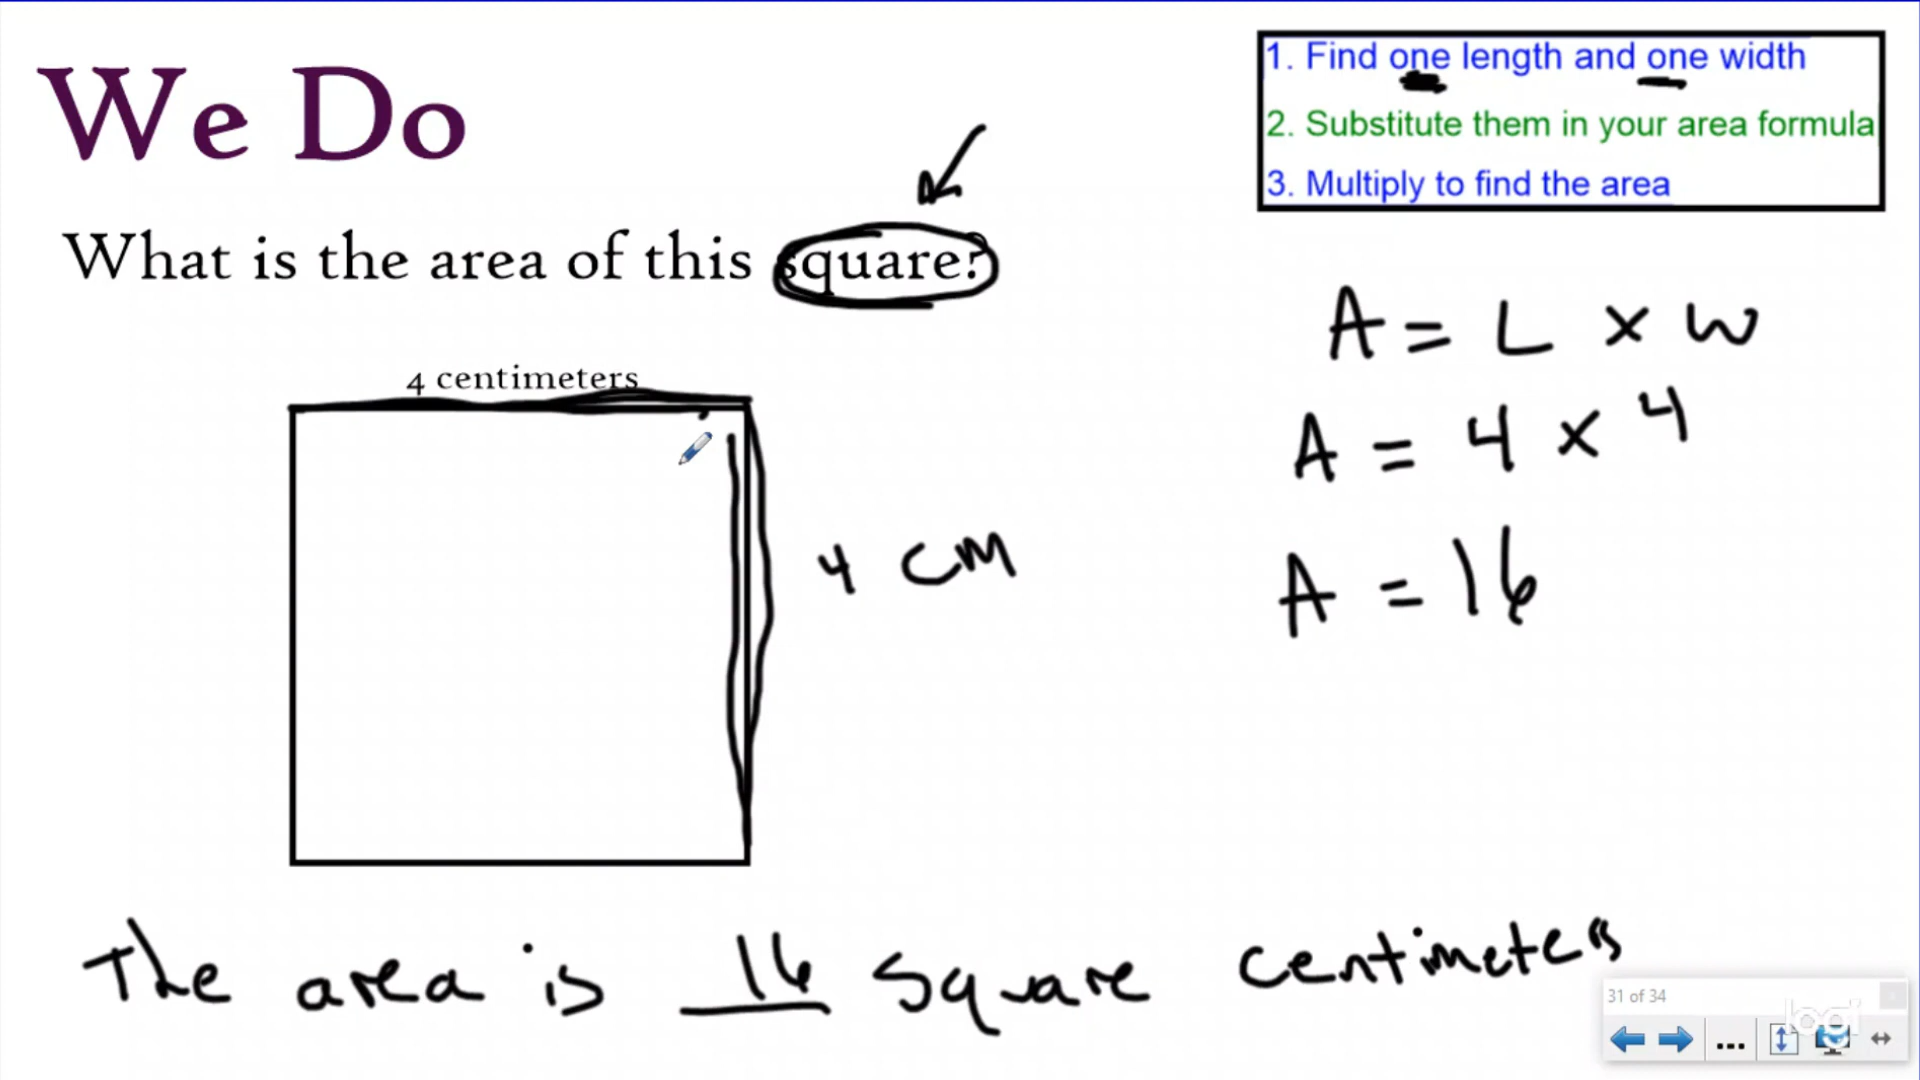 We Do
1. Find one length and one width
2. Substitute them in your area formula
3. Multiply to find the area
What is the area of this square?
4 centimeters
4 cm
A = L x w
A = 4 x 4
A = 16
The area is 16 square centimeters
31 of 34
logi